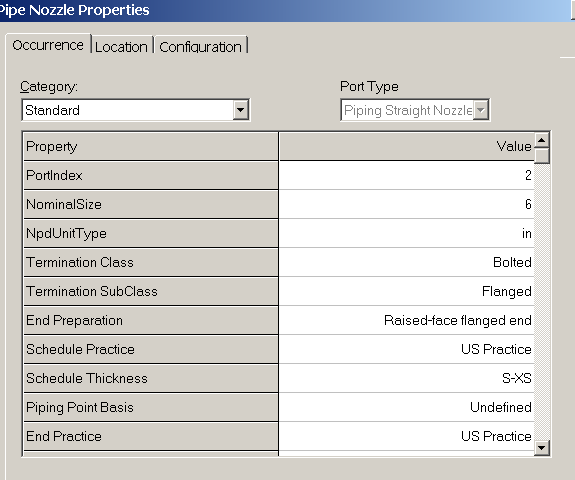 Pipe Nozzle Properties
Occurrence Location Configuration
Category: Port Type
Standard Piping Straight Nozzle
Property Value
PortIndex 2
NominalSize 6
NpdUnitType in
Termination Class Bolted
Termination SubClass Flanged
End Preparation Raised-face flanged end
Schedule Practice US Practice
Schedule Thickness S-XS
Piping Point Basis Undefined
End Practice US Practice